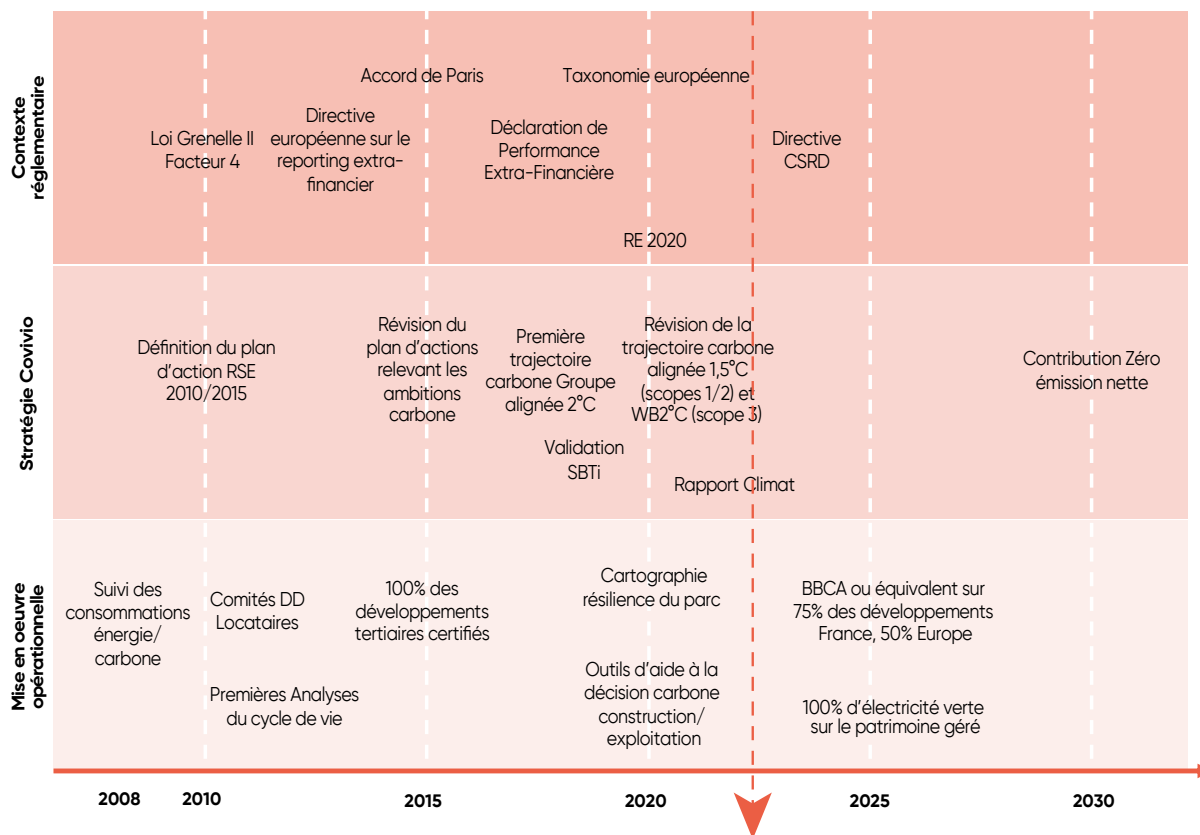 Contexte
réglementaire
Accord de Paris
Taxonomie européenne
Loi Grenelle II
Facteur 4
Directive
européenne sur le
reporting extra-
financier
Déclaration de
Performance
Extra-Financière
Directive
CSRD
RE 2020
Stratégie Covivio
Définition du plan
d'action RSE
2010/2015
Révision du
plan d'actions
relevant les
ambitions
carbone
Première
trajectoire
carbone Groupe
alignée 2°C
Validation
SBTi
Révision de la
trajectoire carbone
alignée 1,5°C
(scopes 1/2) et
WB2°C (scope 3)
Rapport Climat
Contribution Zéro
émission nette
Mise en oeuvre
opérationnelle
Suivi des
consommations
énergie/
carbone
Comités DD
Locataires
Premières Analyses
du cycle de vie
100% des
développements
tertiaires certifiés
Cartographie
résilience du parc
Outils d'aide à la
décision carbone
construction/
exploitation
BBCA ou équivalent sur
75% des développements
France, 50% Europe
100% d'électricité verte
sur le patrimoine géré
2008
2010
2015
2020
2025
2030